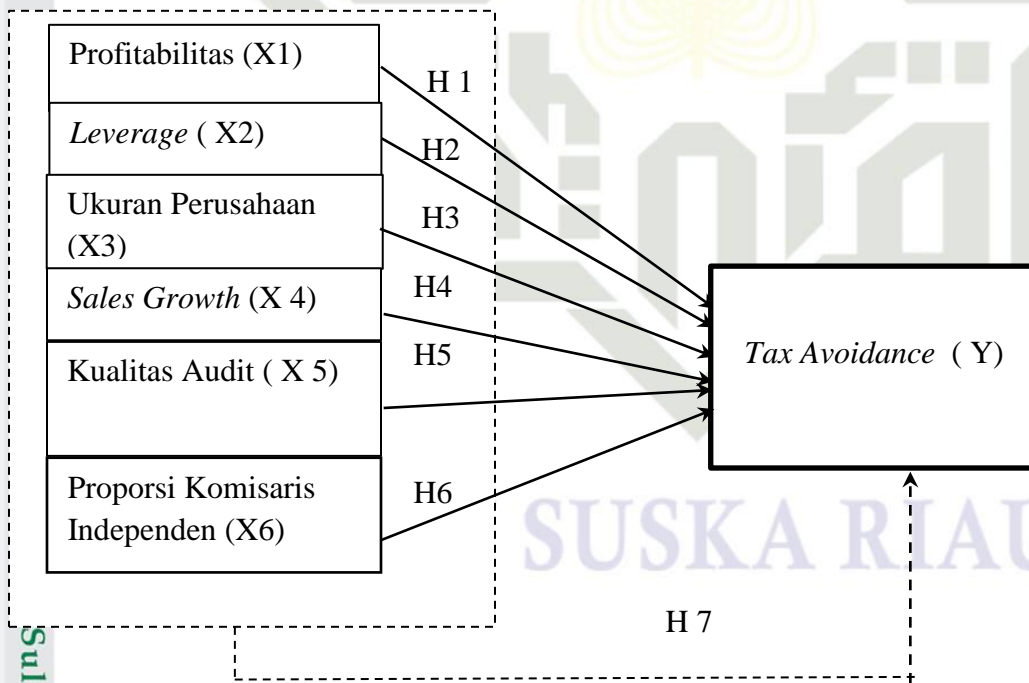 Profitabilitas (X1)
H 1
Leverage ( X2)
H2
Ukuran Perusahaan
(X3)
H3
Sales Growth (X 4)
H4
Kualitas Audit ( X 5)
H5
Tax Avoidance ( Y)
Proporsi Komisaris
Independen (X6)
H6
SUSKA RIAU
H 7
Sul